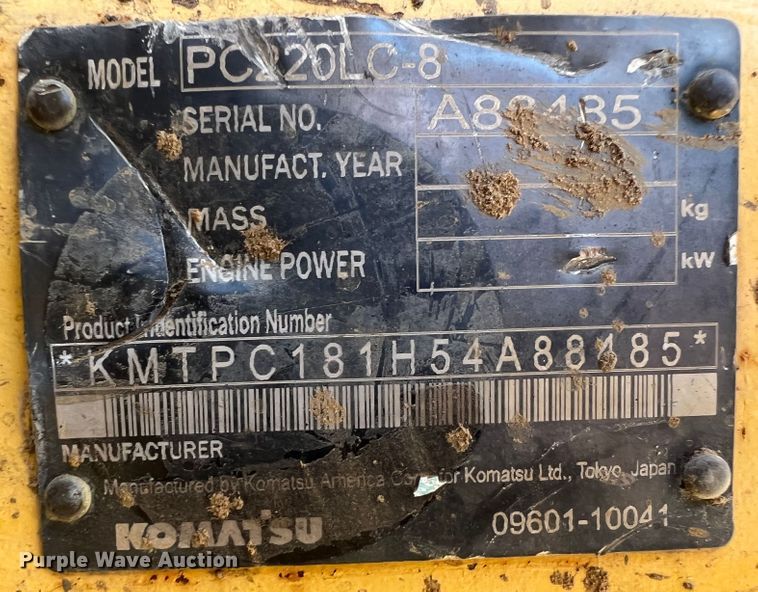 MODEL PC220LC-8
SERIAL NO. A88485
MANUFACT. YEAR
MASS kg
ENGINE POWER kW
Product Identification Number
*KMTPC181H54A88485*
MANUFACTURER
Manufactured by Komatsu America Corp. for Komatsu Ltd., Tokyo, Japan
KOMATSU 09601-10041
Purple Wave Auction